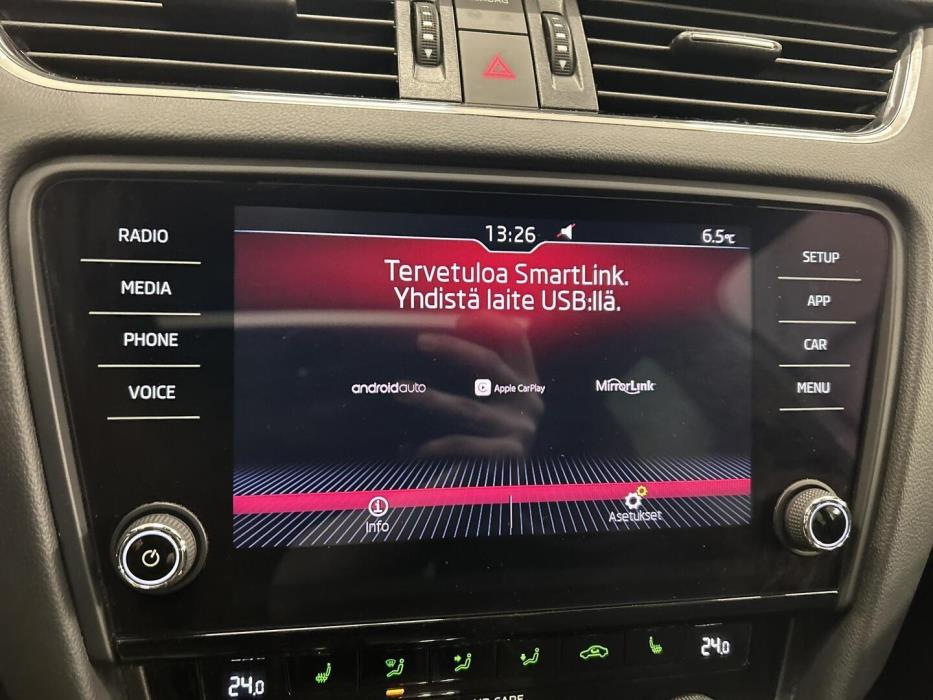 RADIO
MEDIA
PHONE
VOICE
13:26
6.5°C
Tervetuloa SmartLink.
Yhdistä laite USB:llä.
androidauto
Apple CarPlay
MirrorLink
Info
Asetukset
SETUP
APP
CAR
MENU
24.0
24.0